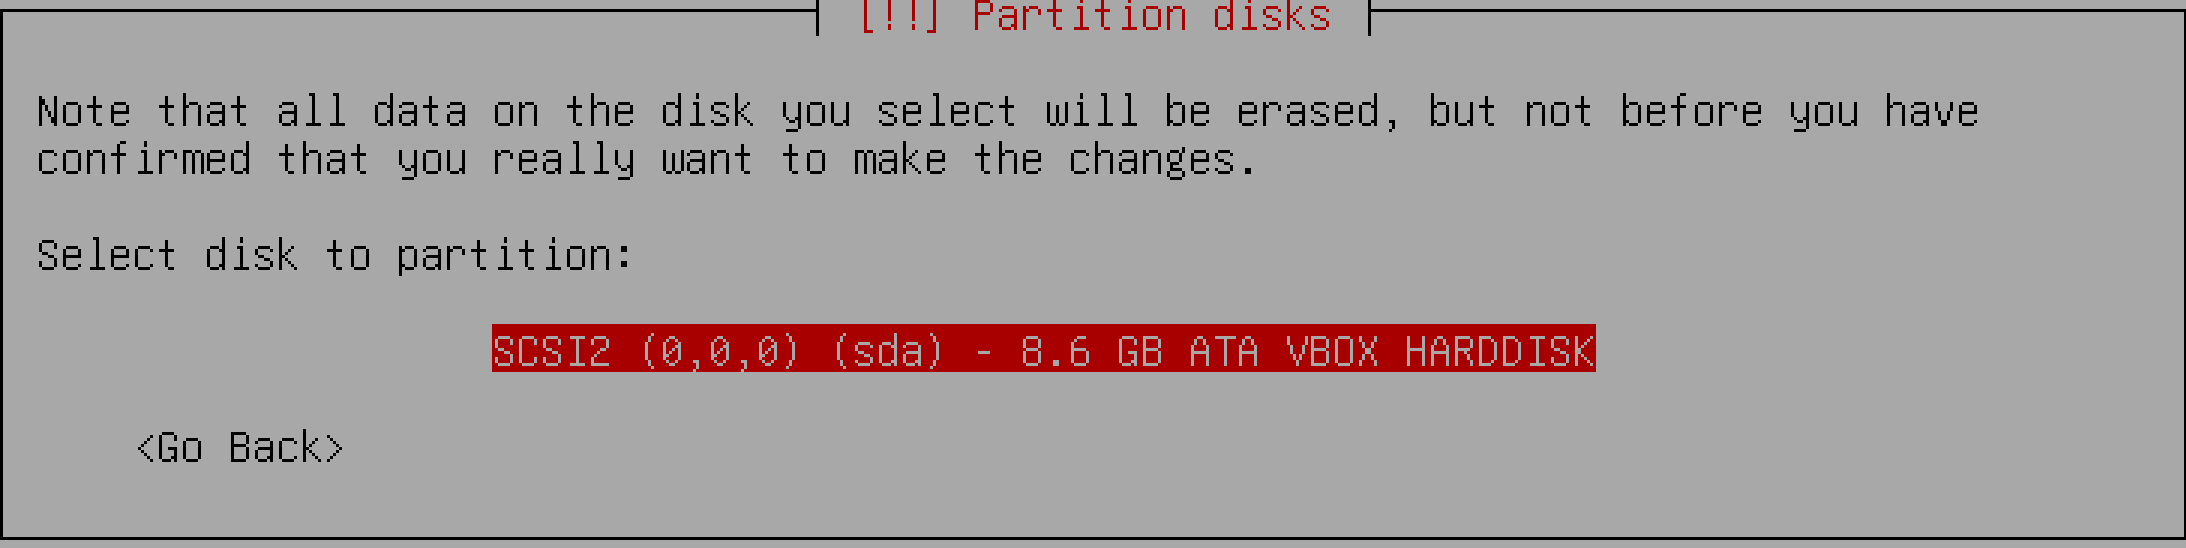 [!!] Partition disks
Note that all data on the disk you select will be erased, but not before you have
confirmed that you really want to make the changes.
Select disk to partition:
SCSI2 (0,0,0) (sda) - 8.6 GB ATA VBOX HARDDISK
<Go Back>